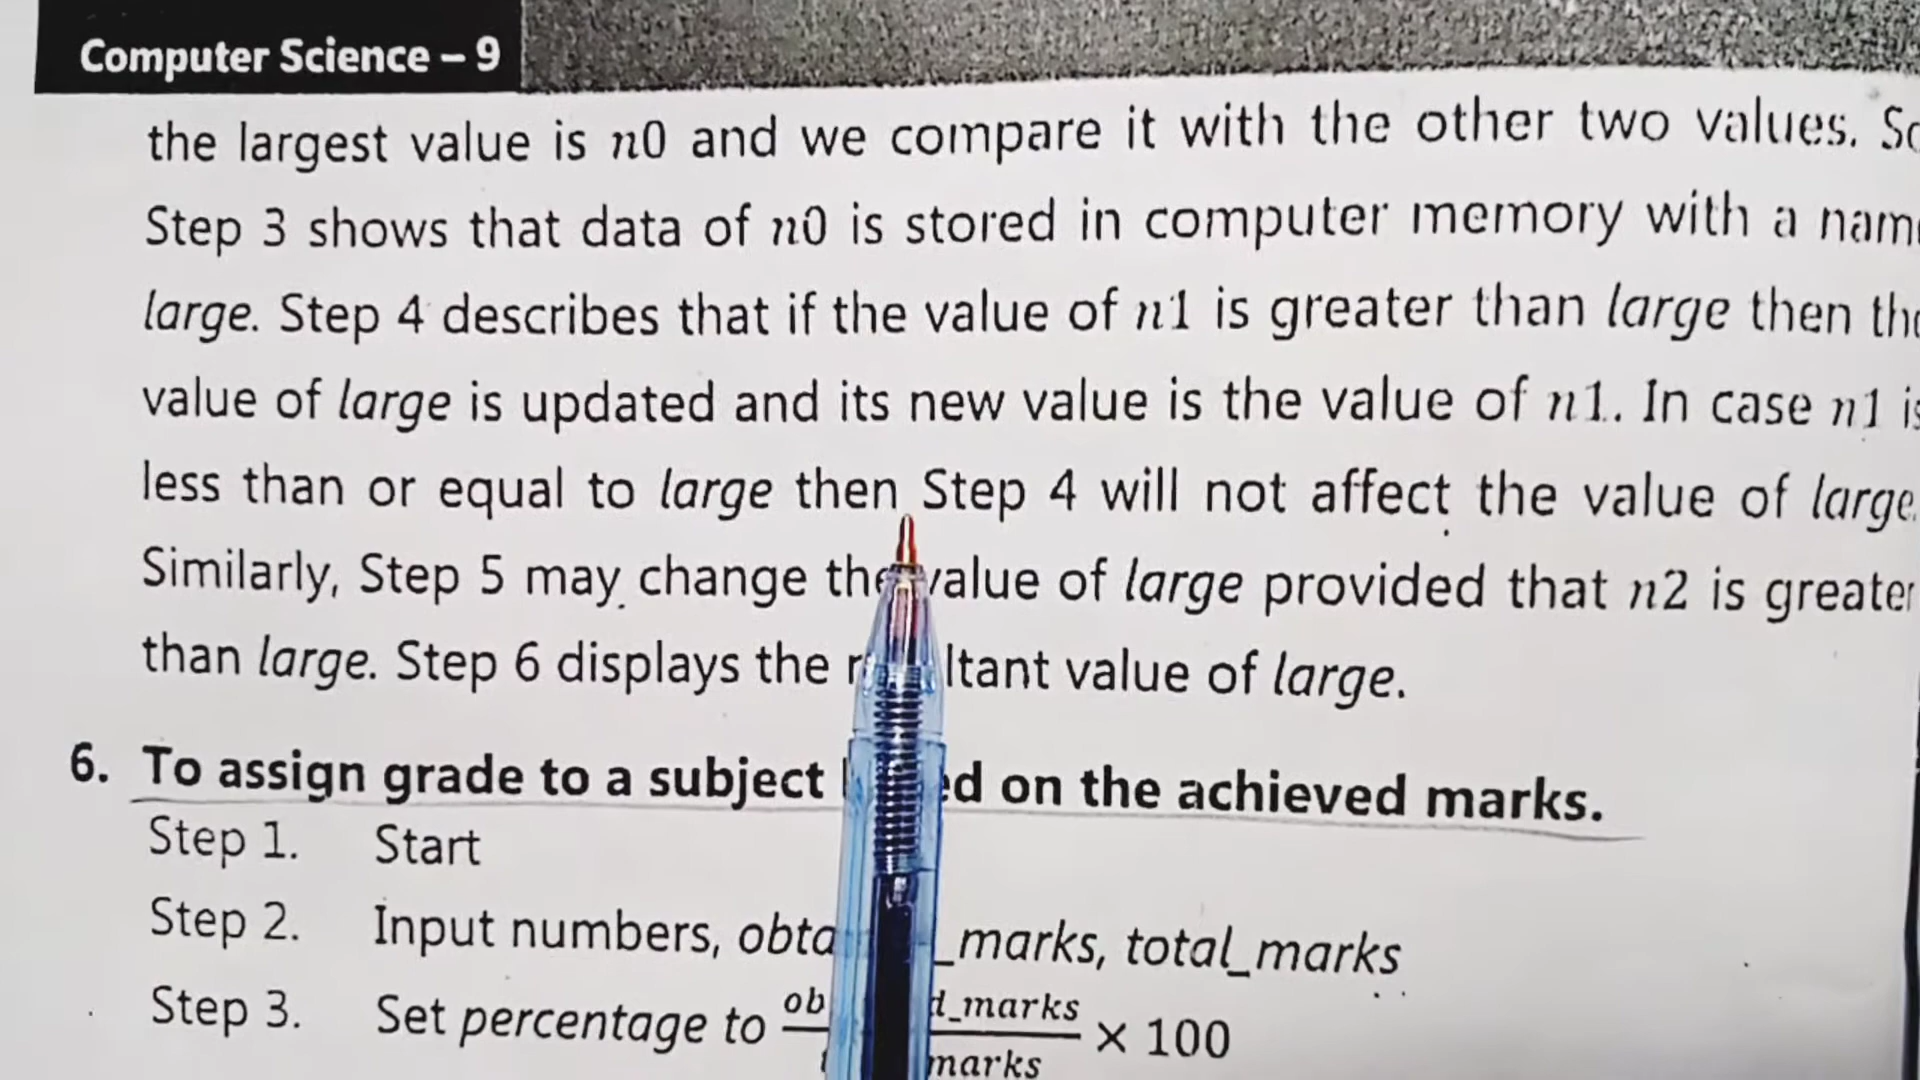 Computer Science – 9
the largest value is n0 and we compare it with the other two values.
Step 3 shows that data of n0 is stored in computer memory with a
large. Step 4 describes that if the value of n1 is greater than large then
value of large is updated and its new value is the value of n1. In case n1
less than or equal to large then Step 4 will not affect the value of large.
Similarly, Step 5 may change the value of large provided that n2 is greater
than large. Step 6 displays the value of large.
6. To assign grade to a subject on the achieved marks.
Step 1. Start
Step 2. Input numbers, _marks, total_marks
Step 3. Set percentage to × 100